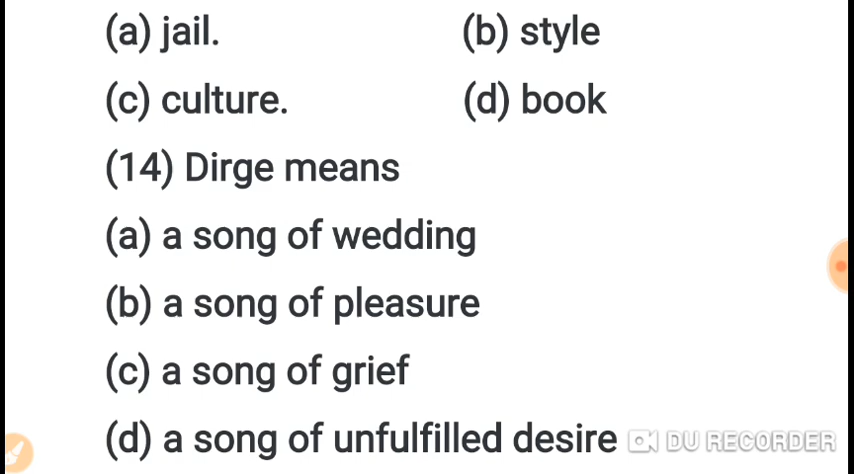 (a) jail. (b) style
(c) culture. (d) book
(14) Dirge means
(a) a song of wedding
(b) a song of pleasure
(c) a song of grief
(d) a song of unfulfilled desire DU RECORDER